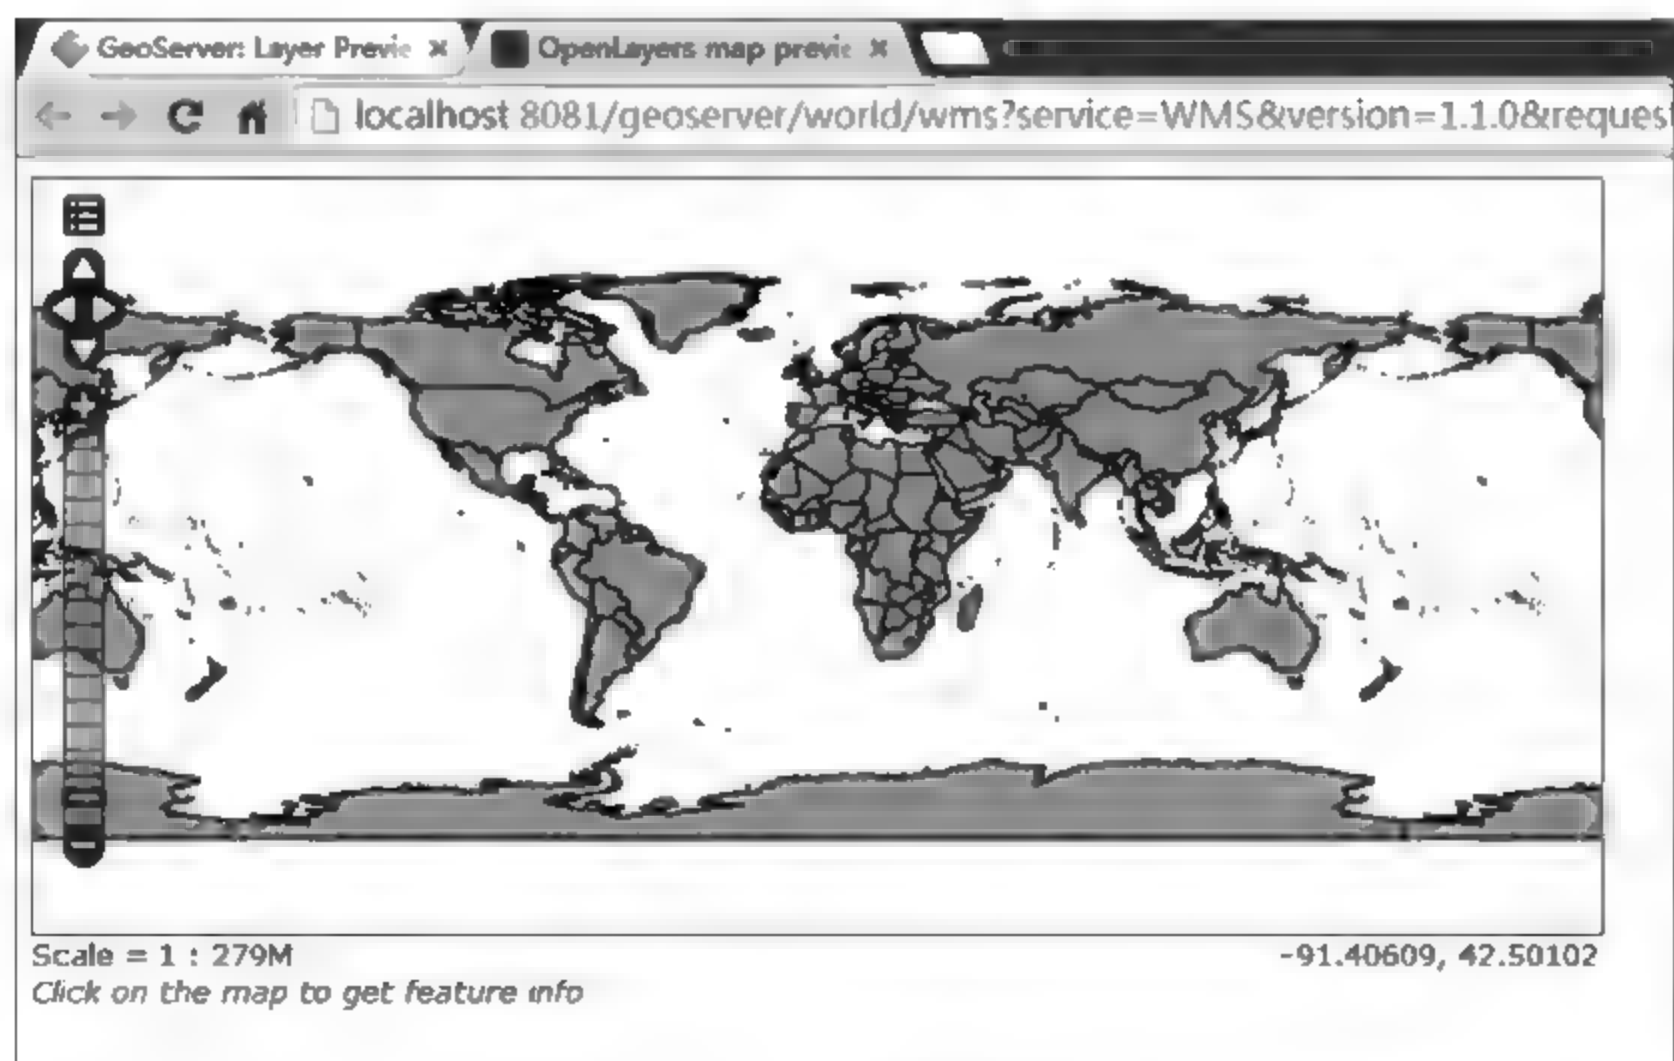 GeoServer: Layer Previe × OpenLayers map previe ×
localhost 8081/geoserver/world/wms?service=WMS&version=1.1.0&request
Scale = 1 : 279M
-91.40609, 42.50102
Click on the map to get feature info